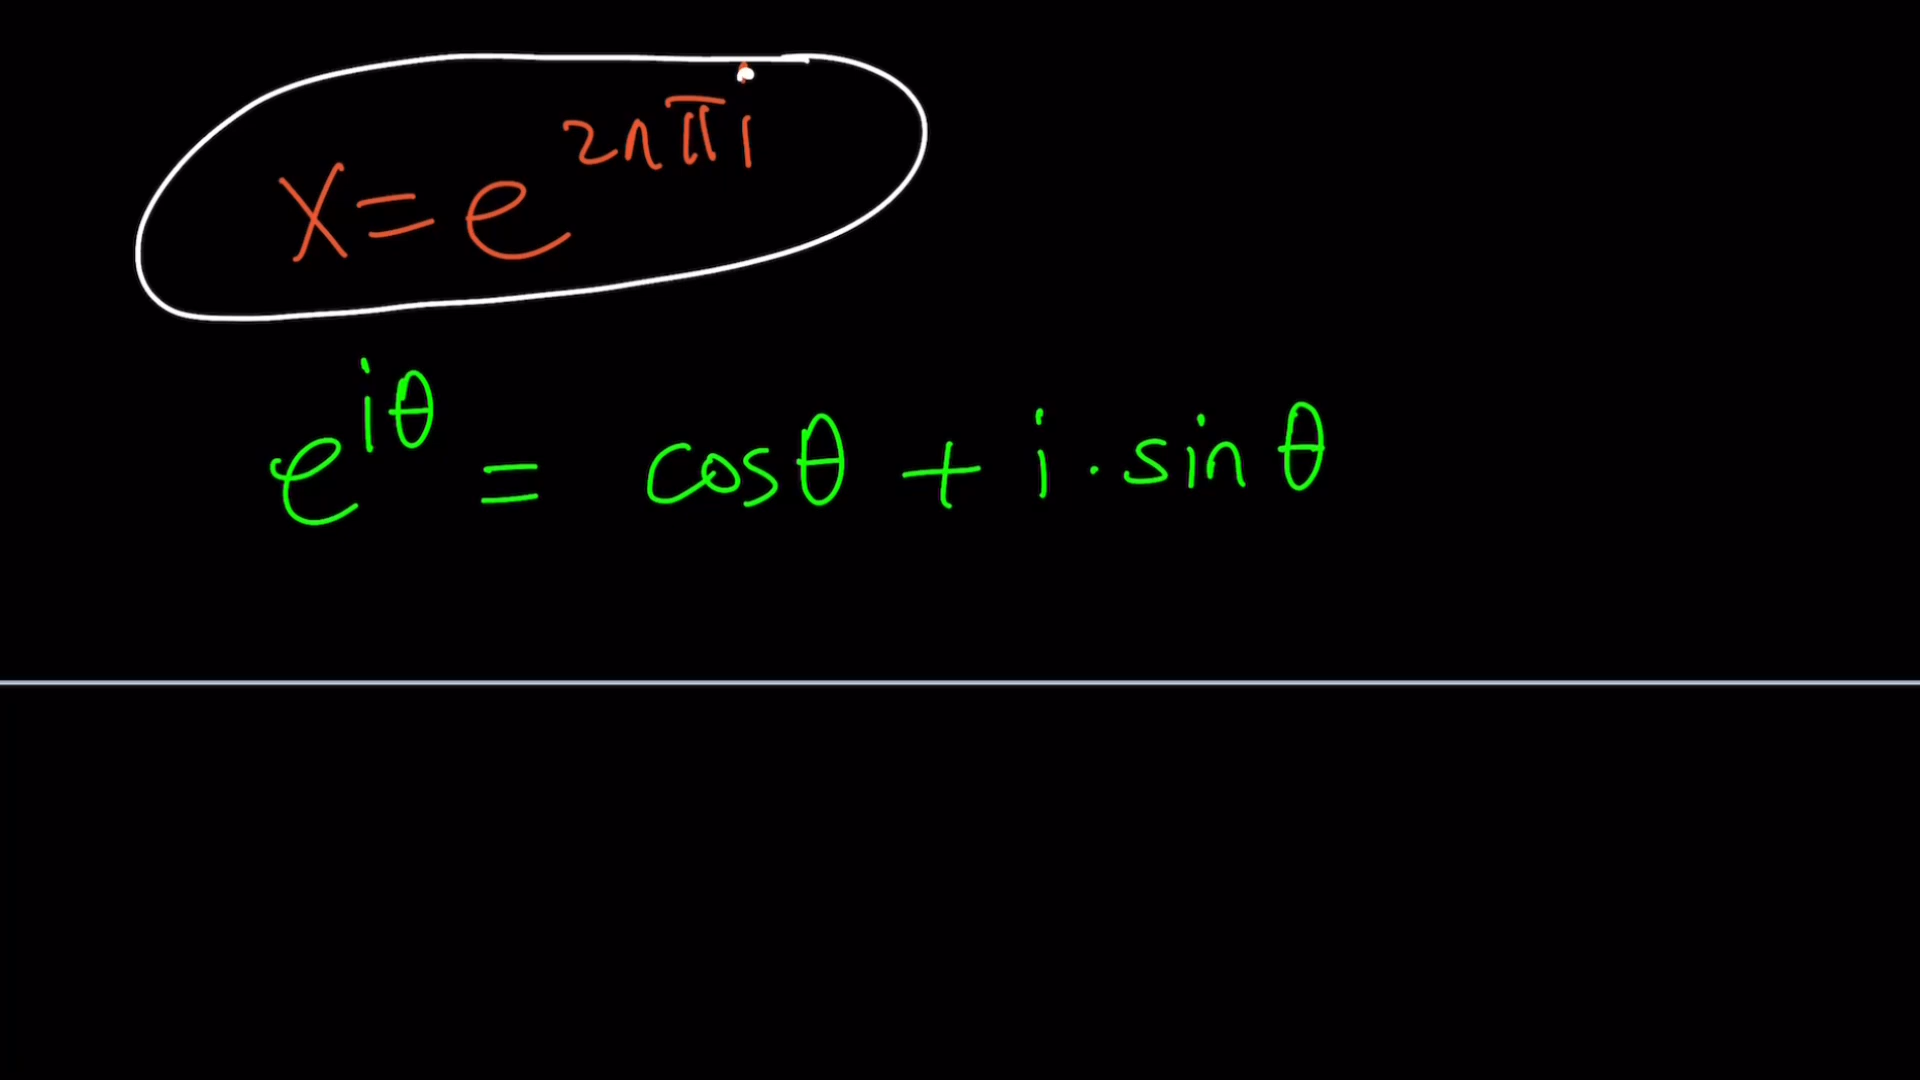 x = e^{2nπi}
e^{iθ} = cosθ + i · sinθ